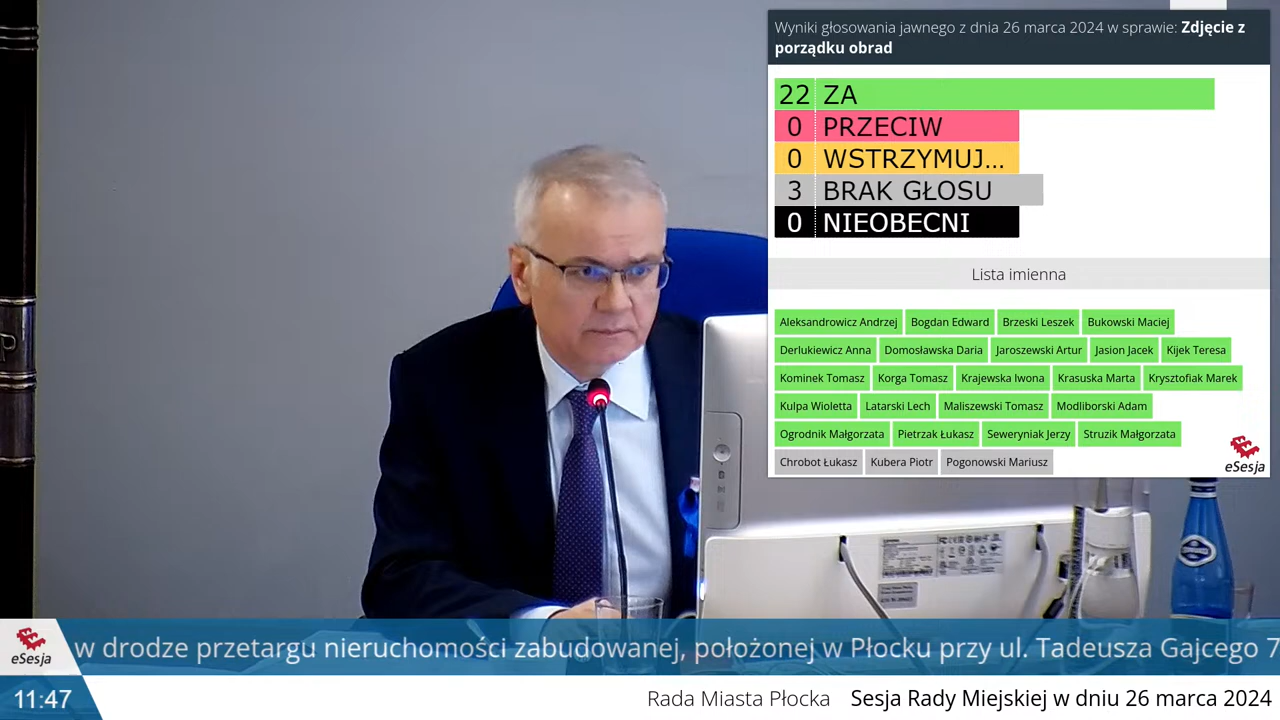 Wyniki głosowania jawnego z dnia 26 marca 2024 w sprawie: Zdjęcie z
porządku obrad
22 ZA
0 PRZECIW
0 WSTRZYMUJ...
3 BRAK GŁOSU
0 NIEOBECNI
Lista imienna
Aleksandrowicz Andrzej Bogdan Edward Brzeski Leszek Bukowski Maciej
Derlukiewicz Anna Domosławska Daria Jaroszewski Artur Jasion Jacek Kijek Teresa
Kominek Tomasz Korga Tomasz Krajewska Iwona Krasuska Marta Krysztofiak Marek
Kulpa Wioletta Latarski Lech Maliszewski Tomasz Modliborski Adam
Ogrodnik Małgorzata Pietrzak Łukasz Seweryniak Jerzy Struzik Małgorzata
Chrobot Łukasz Kubera Piotr Pogonowski Mariusz
eSesja
P
eSesja
w drodze przetargu nieruchomości zabudowanej, położonej w Płocku przy ul. Tadeusza Gajcego 7
11:47
Rada Miasta Płocka Sesja Rady Miejskiej w dniu 26 marca 2024